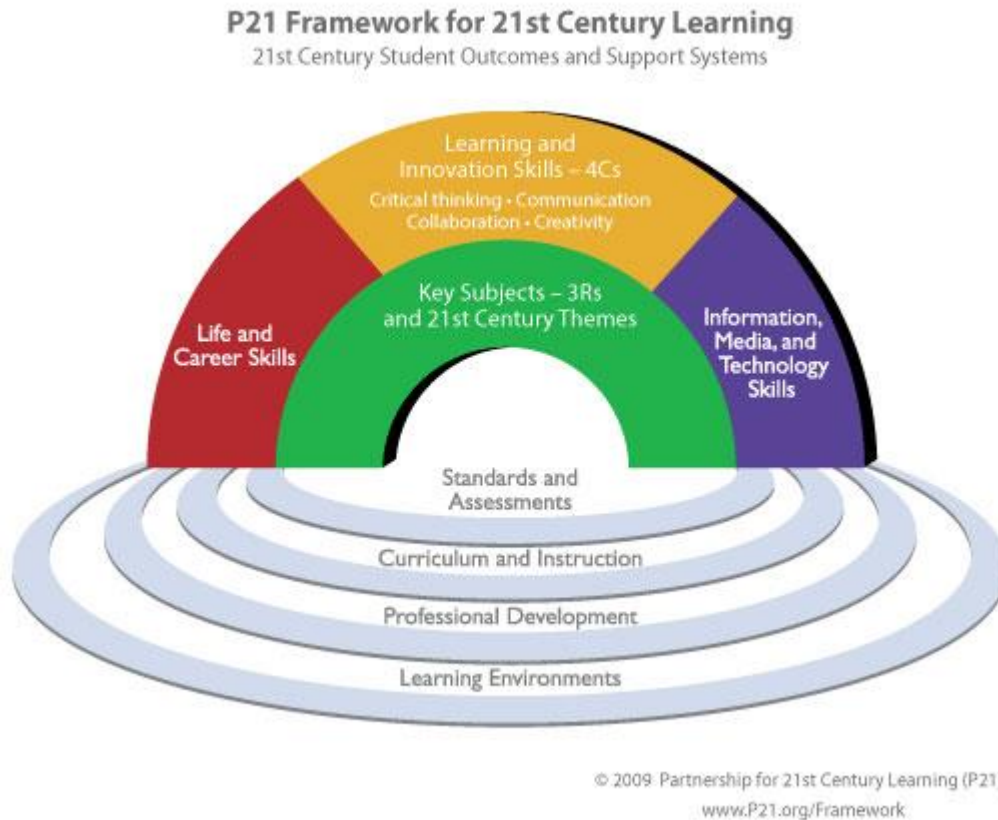 P21 Framework for 21st Century Learning
21st Century Student Outcomes and Support Systems
Learning and
Innovation Skills – 4Cs
Critical thinking • Communication
Collaboration • Creativity
Key Subjects – 3Rs
and 21st Century Themes
Life and
Career Skills
Information,
Media, and
Technology
Skills
Standards and
Assessments
Curriculum and Instruction
Professional Development
Learning Environments
© 2009 Partnership for 21st Century Learning (P21
www.P21.org/Framework